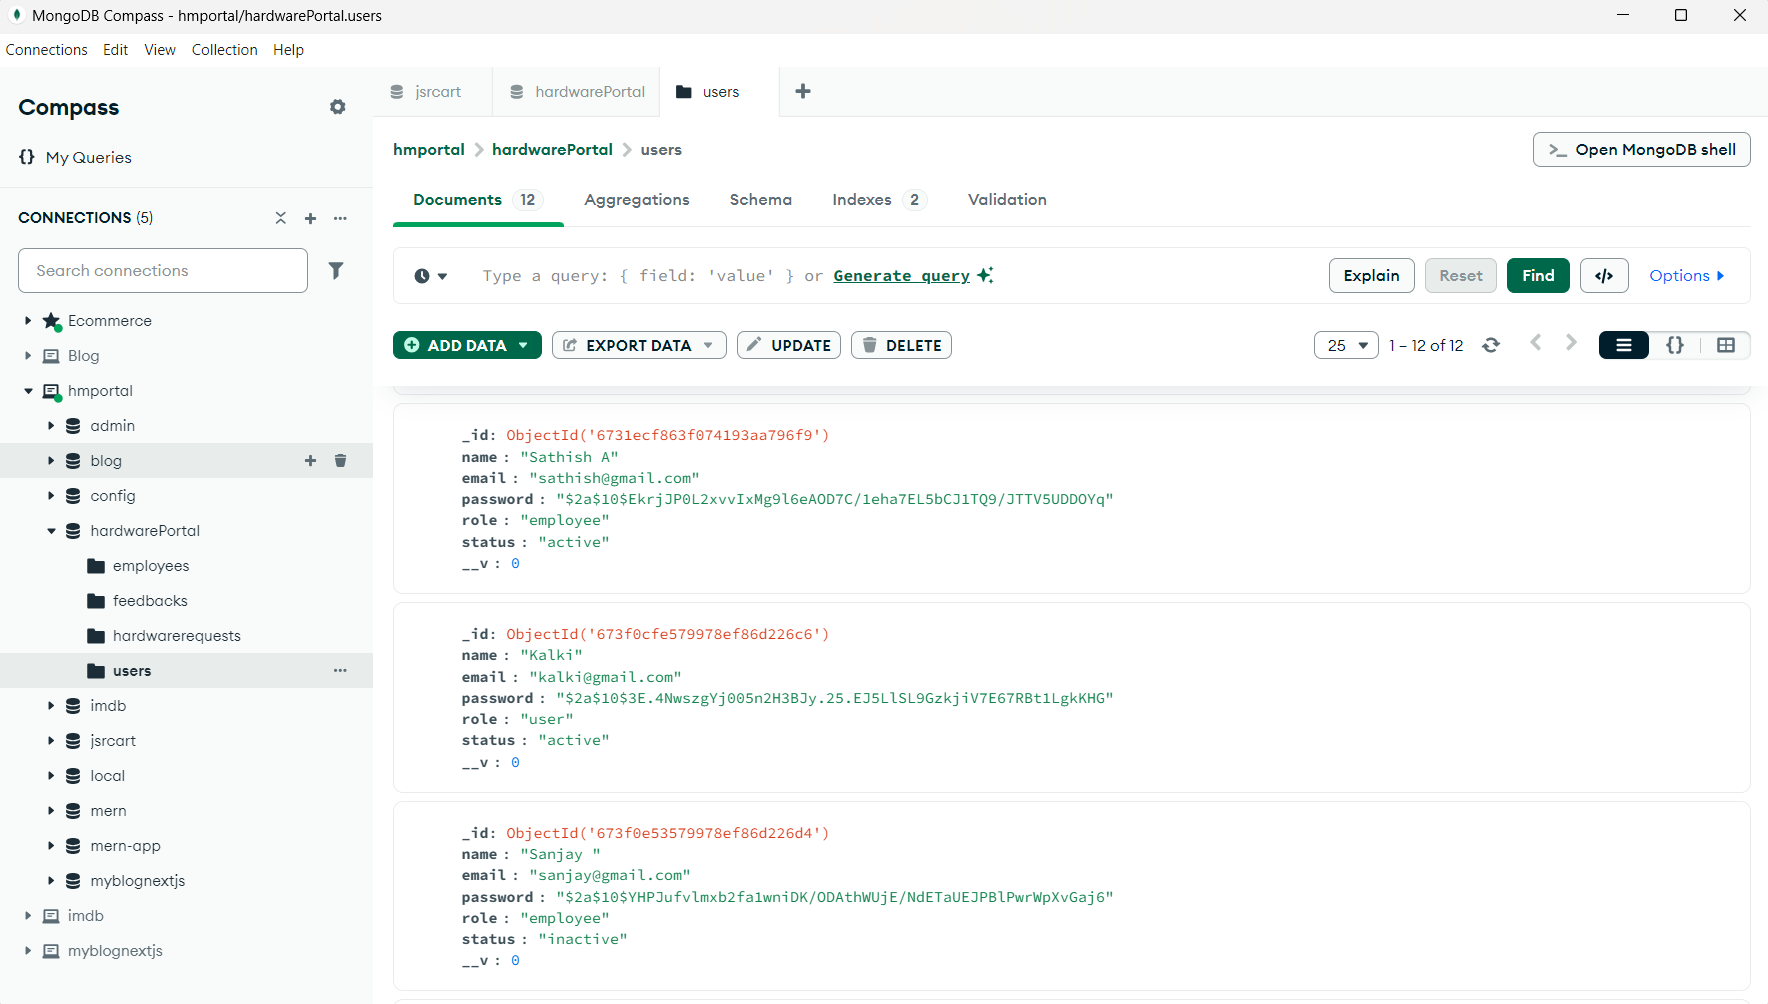 MongoDB Compass - hmportal/hardwarePortal.users
Connections Edit View Collection Help
Compass
{} My Queries
CONNECTIONS (5)
Search connections
Ecommerce
Blog
hmportal
admin
blog
config
hardwarePortal
employees
feedbacks
hardwarerequests
users
imdb
jsrcart
local
mern
mern-app
myblognextjs
imdb
myblognextjs
jsrcart hardwarePortal users
hmportal hardwarePortal users
>_ Open MongoDB shell
Documents 12 Aggregations Schema Indexes 2 Validation
Type a query: { field: 'value' } or Generate query
Explain Reset Find </> Options
ADD DATA EXPORT DATA UPDATE DELETE
25 1 – 12 of 12 {}
_id: ObjectId('6731ecf863f074193aa796f9')
name : "Sathish A"
email : "sathish@gmail.com"
password : "$2a$10$EkrjJP0L2xvvIxMg9l6eAOD7C/1eha7EL5bCJ1TQ9/JTTV5UDDOYq"
role : "employee"
status : "active"
__v : 0
_id: ObjectId('673f0cfe579978ef86d226c6')
name : "Kalki"
email : "kalki@gmail.com"
password : "$2a$10$3E.4NwszgYj005n2H3BJy.25.EJ5LlSL9GzkjiV7E67RBt1LgkKHG"
role : "user"
status : "active"
__v : 0
_id: ObjectId('673f0e53579978ef86d226d4')
name : "Sanjay "
email : "sanjay@gmail.com"
password : "$2a$10$YHPJufvlmxb2fa1wniDK/ODAthWUjE/NdETaUEJPBlPwrWpXvGaj6"
role : "employee"
status : "inactive"
__v : 0